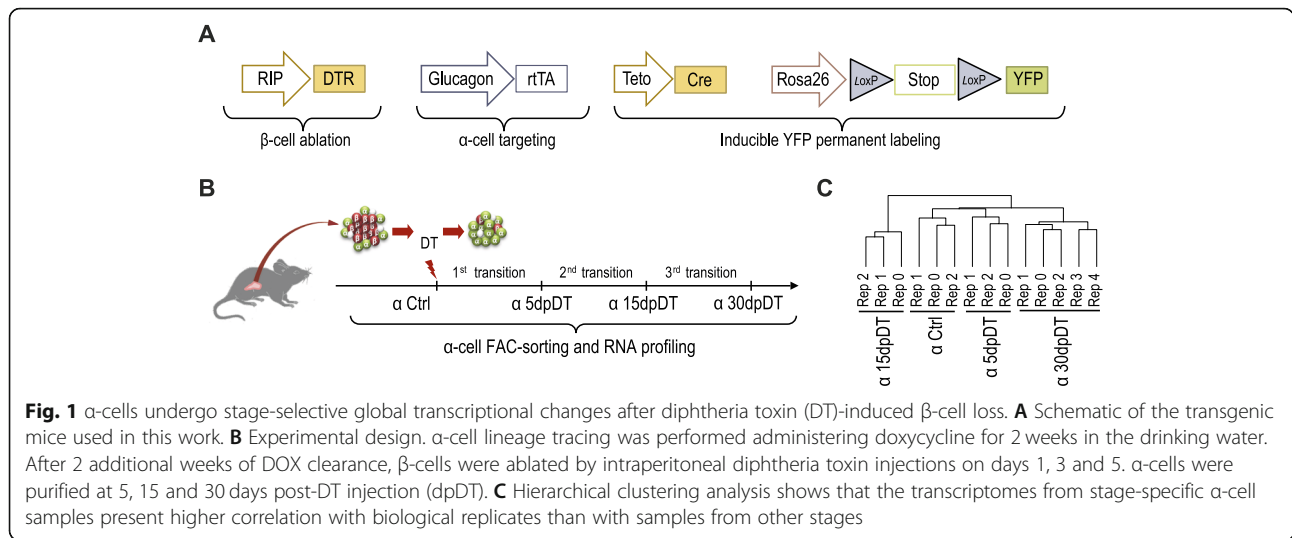 A
RIP DTR Glucagon rtTA Teto Cre Rosa26 LoxP Stop LoxP YFP
β-cell ablation α-cell targeting Inducible YFP permanent labeling
B
DT
1st transition 2nd transition 3rd transition
α Ctrl α 5dpDT α 15dpDT α 30dpDT
α-cell FAC-sorting and RNA profiling
C
Rep 2 Rep 1 Rep 0 Rep 1 Rep 0 Rep 2 Rep 1 Rep 2 Rep 0 Rep 1 Rep 0 Rep 2 Rep 3 Rep 4
α 15dpDT α Ctrl α 5dpDT α 30dpDT
Fig. 1 α-cells undergo stage-selective global transcriptional changes after diphtheria toxin (DT)-induced β-cell loss. A Schematic of the transgenic
mice used in this work. B Experimental design. α-cell lineage tracing was performed administering doxycycline for 2 weeks in the drinking water.
After 2 additional weeks of DOX clearance, β-cells were ablated by intraperitoneal diphtheria toxin injections on days 1, 3 and 5. α-cells were
purified at 5, 15 and 30 days post-DT injection (dpDT). C Hierarchical clustering analysis shows that the transcriptomes from stage-specific α-cell
samples present higher correlation with biological replicates than with samples from other stages